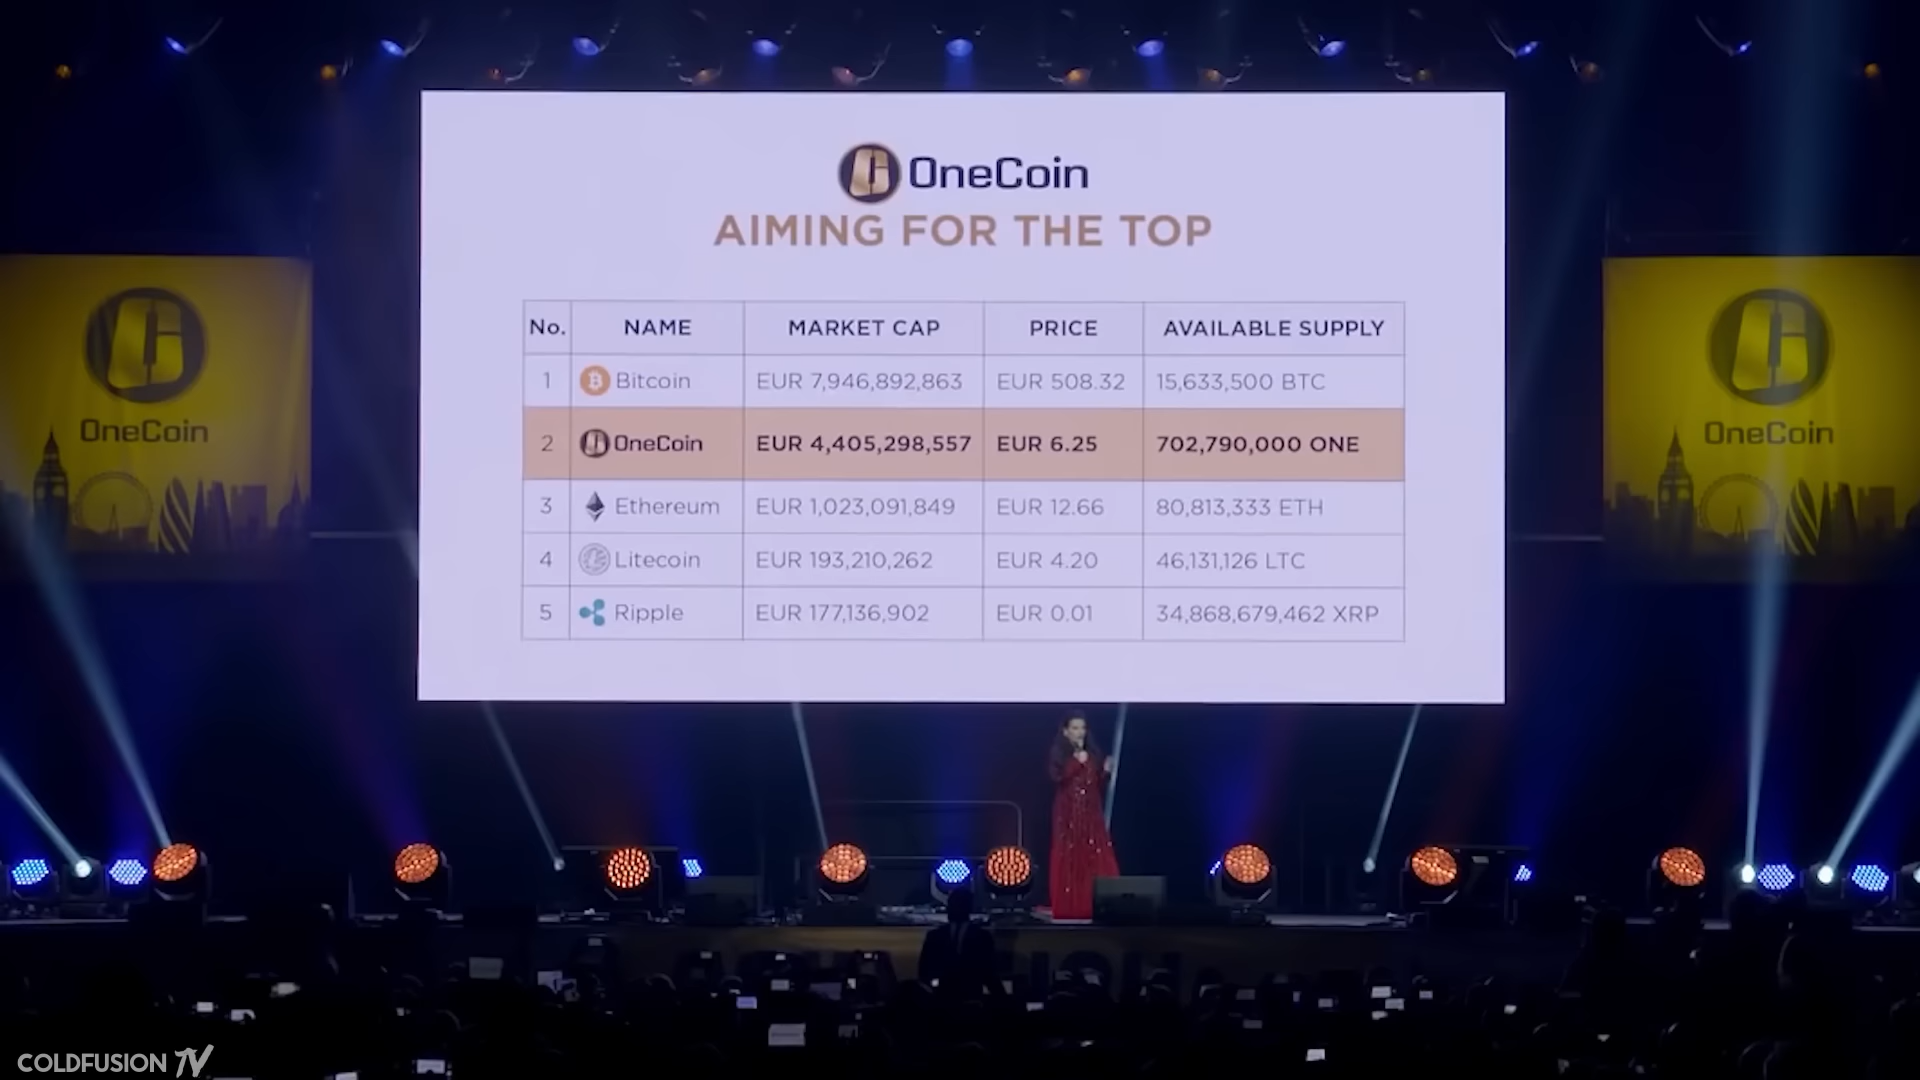 OneCoin
AIMING FOR THE TOP
No. NAME MARKET CAP PRICE AVAILABLE SUPPLY
1 Bitcoin EUR 7,946,892,863 EUR 508.32 15,633,500 BTC
2 OneCoin EUR 4,405,298,557 EUR 6.25 702,790,000 ONE
3 Ethereum EUR 1,023,091,849 EUR 12.66 80,813,333 ETH
4 Litecoin EUR 193,210,262 EUR 4.20 46,131,126 LTC
5 Ripple EUR 177,136,902 EUR 0.01 34,868,679,462 XRP
OneCoin
OneCoin
COLDFUSION TV